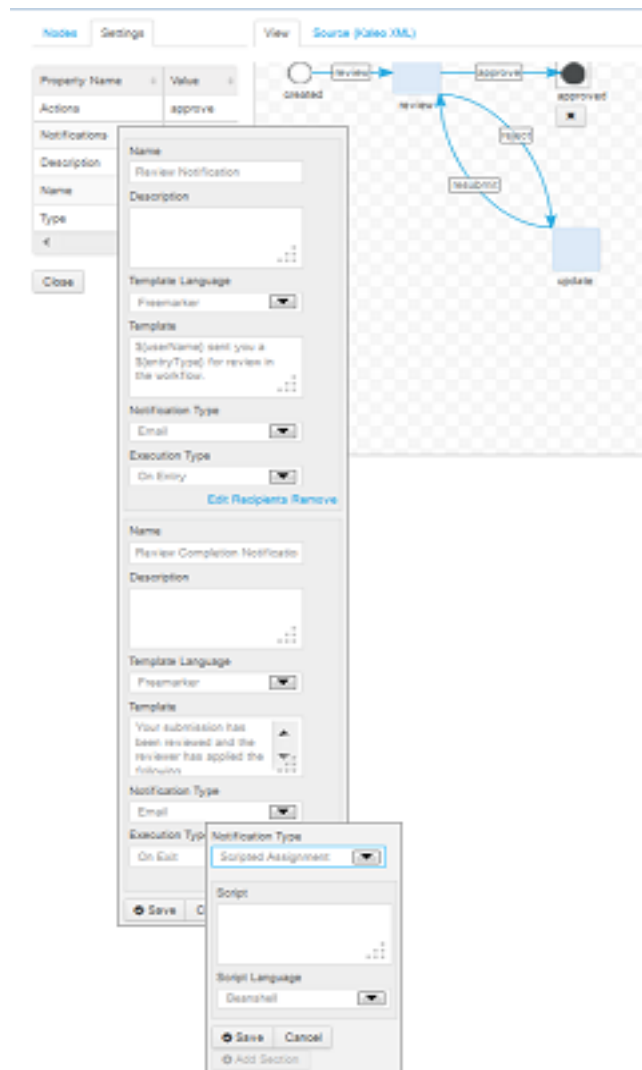 Nodes Settings View Source (Kaleo XML)
Property Name Value
Actions approve
Notifications
Description
Name
Type
Close
created
review
review
approve
approved
reject
resubmit
update
Name
Review Notification
Description
Template Language
Freemarker
Template
${userName} sent you a
${entryType} for review in
the workflow.
Notification Type
Email
Execution Type
On Entry
Edit Recipients Remove
Name
Review Completion Notificatio
Description
Template Language
Freemarker
Template
Your submission has
been reviewed and the
reviewer has applied the
following
Notification Type
Email
Execution Type
On Exit
Save C
Notification Type
Scripted Assignment
Script
Script Language
Beanshell
Save Cancel
Add Section